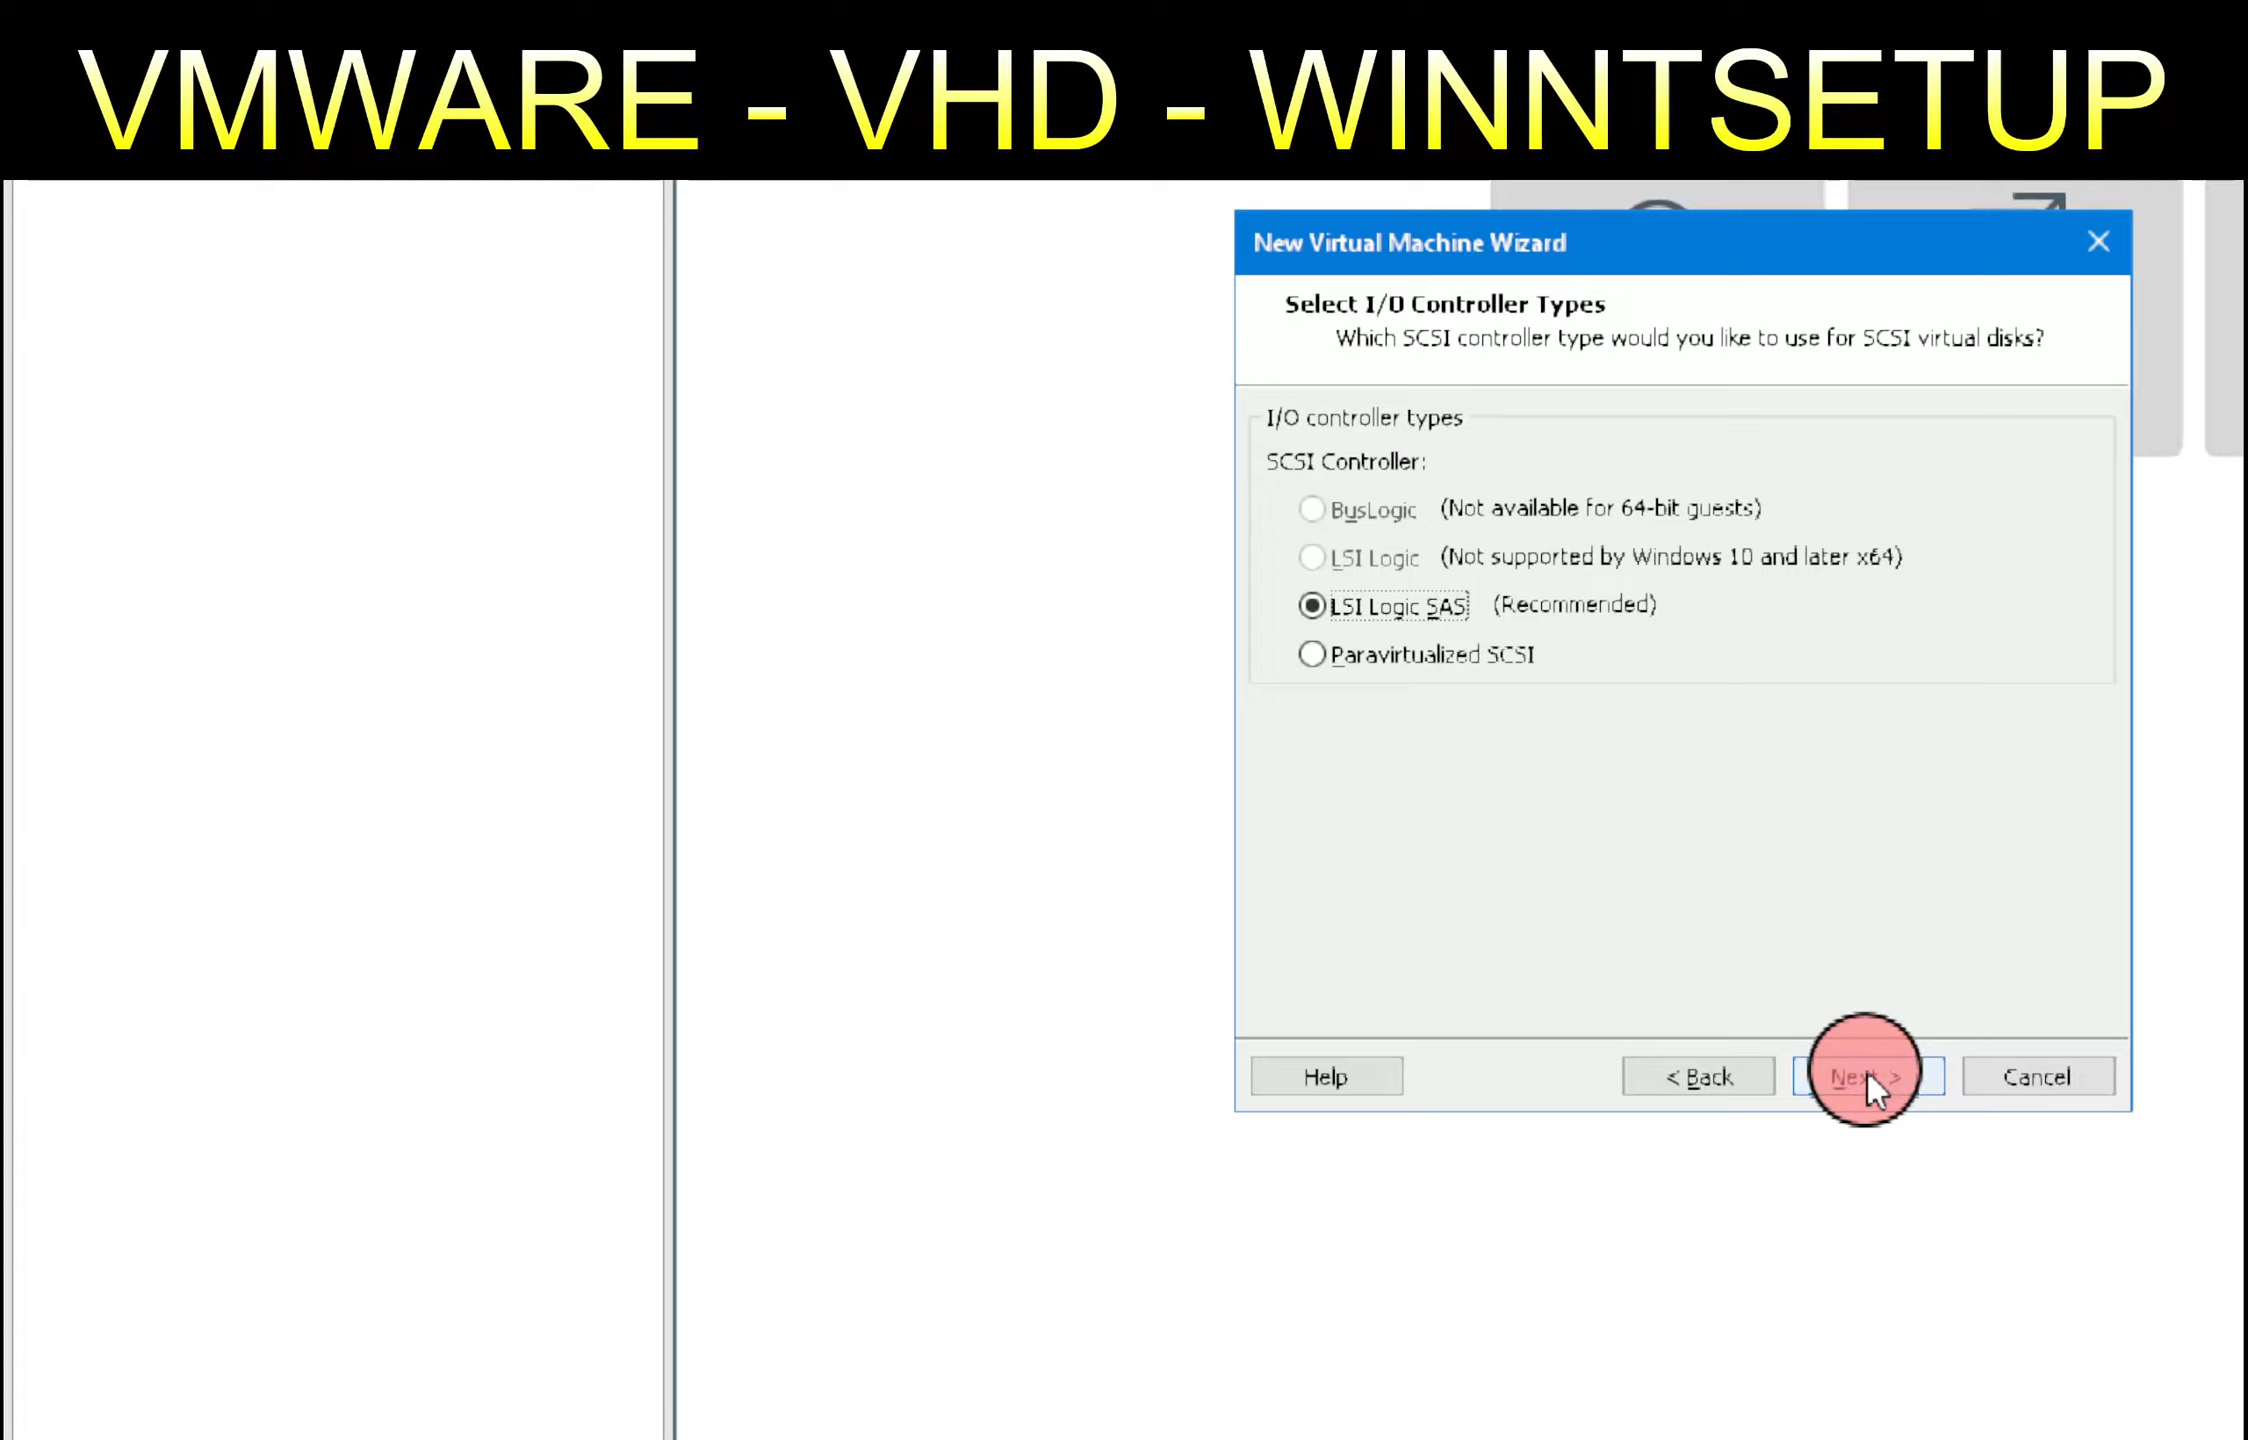 VMWARE - VHD - WINNTSETUP
New Virtual Machine Wizard
Select I/O Controller Types
Which SCSI controller type would you like to use for SCSI virtual disks?
I/O controller types
SCSI Controller:
BusLogic (Not available for 64-bit guests)
LSI Logic (Not supported by Windows 10 and later x64)
LSI Logic SAS (Recommended)
Paravirtualized SCSI
Help < Back Next > Cancel